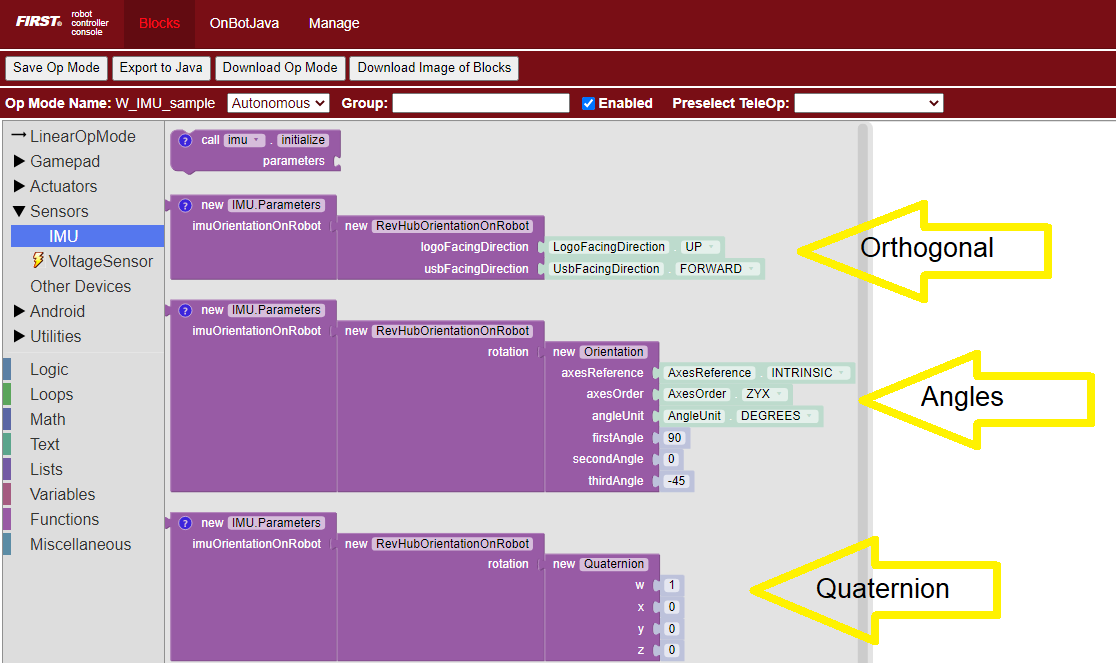 FIRST® robot controller console Blocks OnBotJava Manage
Save Op Mode Export to Java Download Op Mode Download Image of Blocks
Op Mode Name: W_IMU_sample Autonomous Group: Enabled Preselect TeleOp:
LinearOpMode
Gamepad
Actuators
Sensors
IMU
VoltageSensor
Other Devices
Android
Utilities
Logic
Loops
Math
Text
Lists
Variables
Functions
Miscellaneous
? call imu . initialize
parameters
? new IMU.Parameters
imuOrientationOnRobot new RevHubOrientationOnRobot
logoFacingDirection LogoFacingDirection . UP
usbFacingDirection UsbFacingDirection . FORWARD
Orthogonal
? new IMU.Parameters
imuOrientationOnRobot new RevHubOrientationOnRobot
rotation new Orientation
axesReference AxesReference . INTRINSIC
axesOrder AxesOrder . ZYX
angleUnit AngleUnit . DEGREES
firstAngle 90
secondAngle 0
thirdAngle -45
Angles
? new IMU.Parameters
imuOrientationOnRobot new RevHubOrientationOnRobot
rotation new Quaternion
w 1
x 0
y 0
z 0
Quaternion